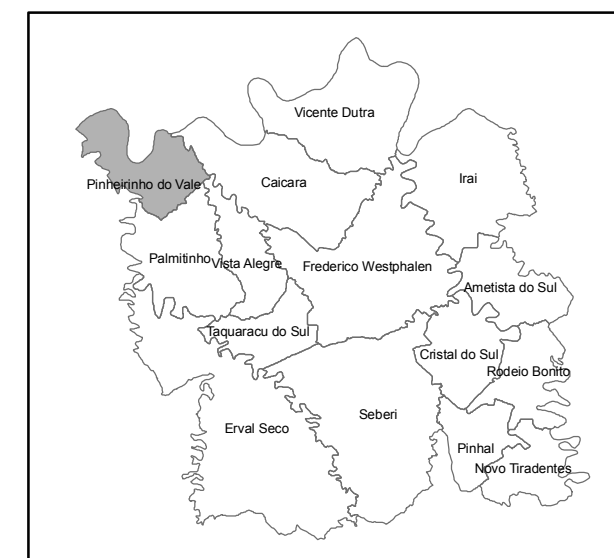 Vicente Dutra
Pinheirinho do Vale
Caicara
Irai
Palmitinho
Vista Alegre
Frederico Westphalen
Ametista do Sul
Taquaracu do Sul
Cristal do Sul
Rodeio Bonito
Erval Seco
Seberi
Pinhal
Novo Tiradentes